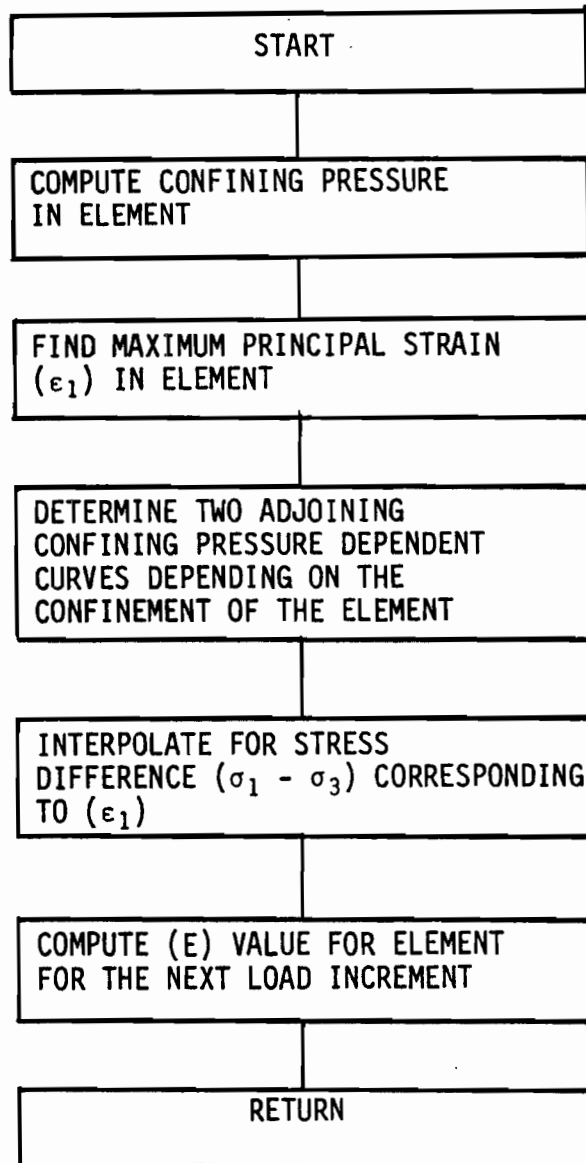 START
COMPUTE CONFINING PRESSURE
IN ELEMENT
FIND MAXIMUM PRINCIPAL STRAIN
(ε₁) IN ELEMENT
DETERMINE TWO ADJOINING
CONFINING PRESSURE DEPENDENT
CURVES DEPENDING ON THE
CONFINEMENT OF THE ELEMENT
INTERPOLATE FOR STRESS
DIFFERENCE (σ₁ - σ₃) CORRESPONDING
TO (ε₁)
COMPUTE (E) VALUE FOR ELEMENT
FOR THE NEXT LOAD INCREMENT
RETURN